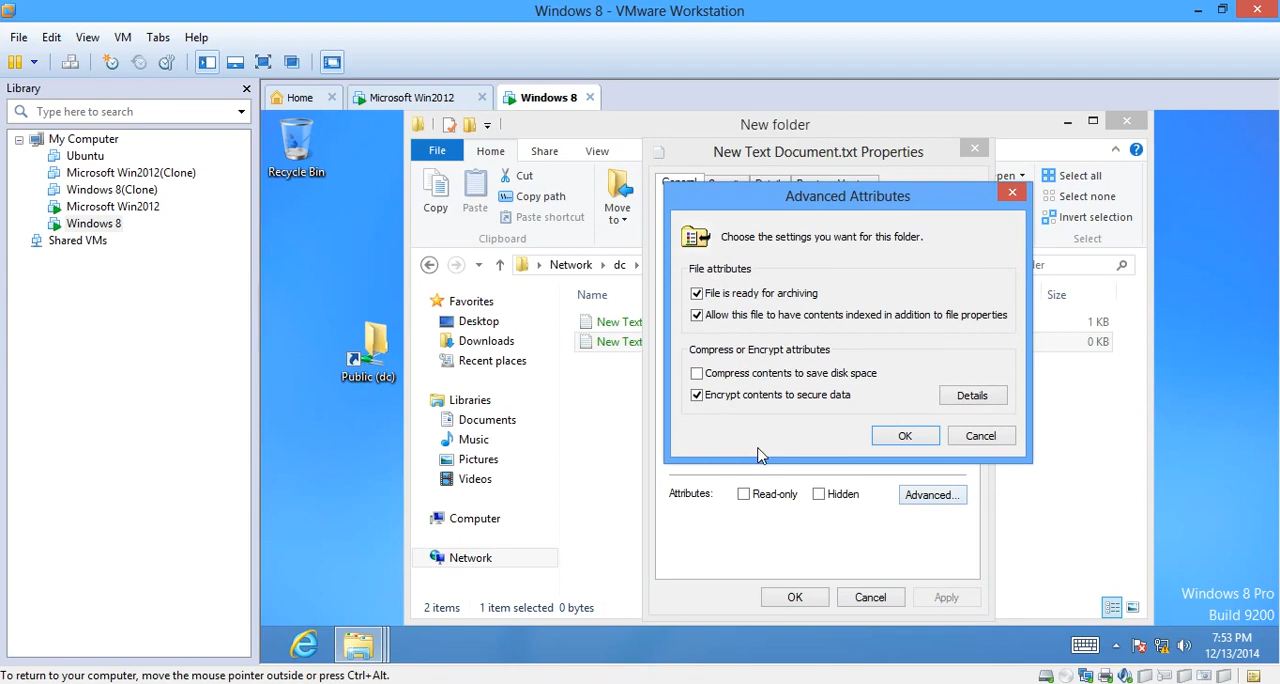 Windows 8 - VMware Workstation
File Edit View VM Tabs Help
Library
Type here to search
My Computer
Ubuntu
Microsoft Win2012(Clone)
Windows 8(Clone)
Microsoft Win2012
Windows 8
Shared VMs
Home Microsoft Win2012 Windows 8
Recycle Bin
Public (dc)
New folder
File Home Share View
Copy
Paste
Cut
Copy path
Paste shortcut
Move
to
Clipboard
Select all
Select none
Invert selection
Select
Network dc
Favorites
Desktop
Downloads
Recent places
Libraries
Documents
Music
Pictures
Videos
Computer
Network
Name Size
New Text 1 KB
New Text 0 KB
2 items 1 item selected 0 bytes
New Text Document.txt Properties
Advanced Attributes
Choose the settings you want for this folder.
File attributes
File is ready for archiving
Allow this file to have contents indexed in addition to file properties
Compress or Encrypt attributes
Compress contents to save disk space
Encrypt contents to secure data Details
OK Cancel
Attributes: Read-only Hidden Advanced...
OK Cancel Apply
Windows 8 Pro
Build 9200
7:53 PM
12/13/2014
To return to your computer, move the mouse pointer outside or press Ctrl+Alt.